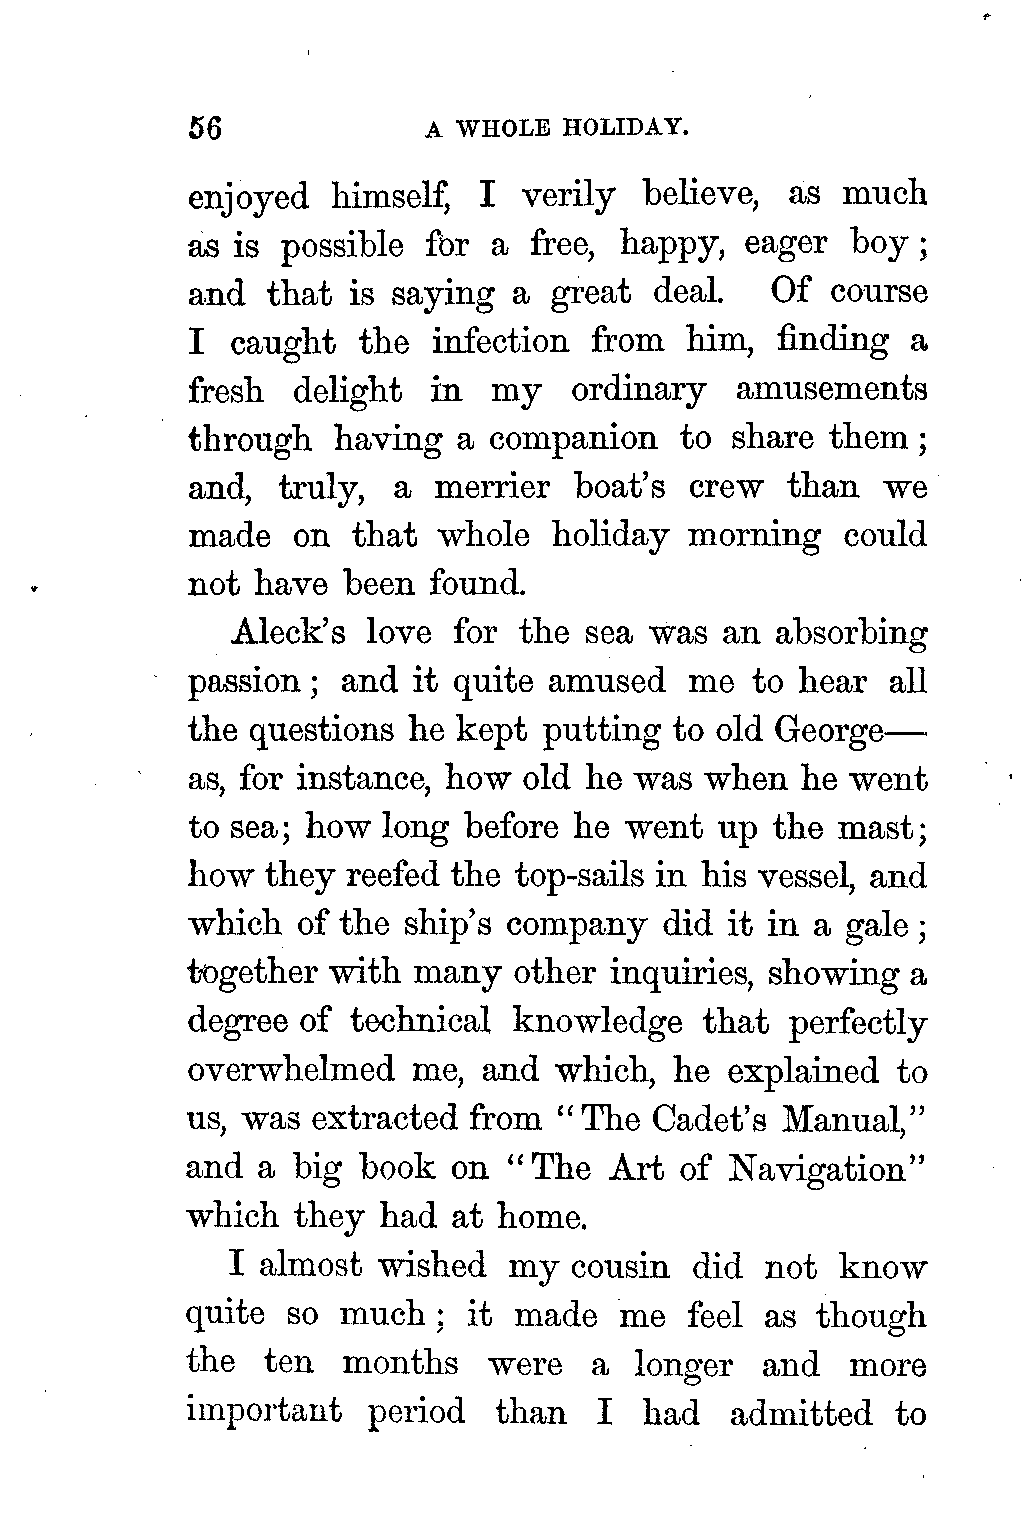 56 A WHOLE HOLIDAY.
enjoyed himself, I verily believe, as much
as is possible for a free, happy, eager boy ;
and that is saying a great deal. Of course
I caught the infection from him, finding a
fresh delight in my ordinary amusements
through having a companion to share them ;
and, truly, a merrier boat's crew than we
made on that whole holiday morning could
not have been found.
Aleck's love for the sea was an absorbing
passion ; and it quite amused me to hear all
the questions he kept putting to old George—
as, for instance, how old he was when he went
to sea; how long before he went up the mast;
how they reefed the top-sails in his vessel, and
which of the ship's company did it in a gale ;
together with many other inquiries, showing a
degree of technical knowledge that perfectly
overwhelmed me, and which, he explained to
us, was extracted from “The Cadet's Manual,”
and a big book on “The Art of Navigation”
which they had at home.
I almost wished my cousin did not know
quite so much ; it made me feel as though
the ten months were a longer and more
important period than I had admitted to